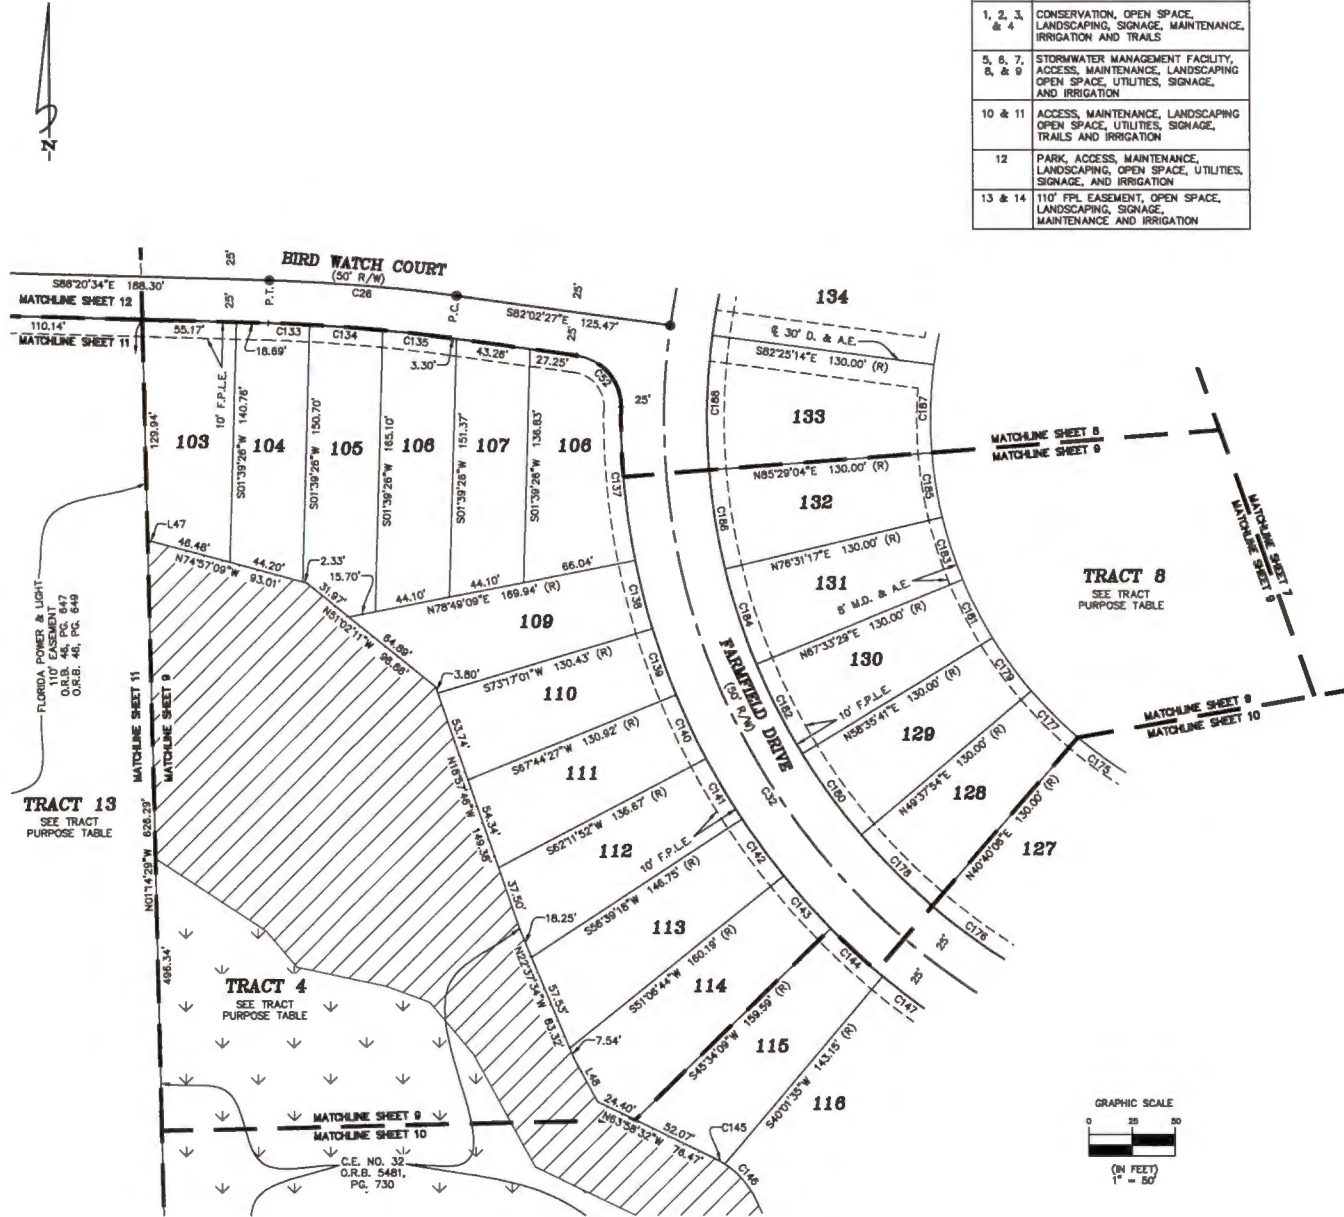 1, 2, 3, & 4
CONSERVATION, OPEN SPACE,
LANDSCAPING, SIGNAGE, MAINTENANCE,
IRRIGATION AND TRAILS
5, 6, 7, 8, & 9
STORMWATER MANAGEMENT FACILITY,
ACCESS, MAINTENANCE, LANDSCAPING
OPEN SPACE, UTILITIES, SIGNAGE,
AND IRRIGATION
10 & 11
ACCESS, MAINTENANCE, LANDSCAPING
OPEN SPACE, UTILITIES, SIGNAGE,
TRAILS AND IRRIGATION
12
PARK, ACCESS, MAINTENANCE,
LANDSCAPING, OPEN SPACE, UTILITIES,
SIGNAGE, AND IRRIGATION
13 & 14
110' FPL EASEMENT, OPEN SPACE,
LANDSCAPING, SIGNAGE,
MAINTENANCE AND IRRIGATION
N
BIRD WATCH COURT
(50' R/W)
25'
25'
S88°20'34"E 188.30'
P.T.
C26
P.C.
S82°02'27"E 125.47'
25'
25'
25'
MATCHLINE SHEET 12
110.14'
MATCHLINE SHEET 11
55.17'
18.69'
C133
C134
C135
3.30'
43.26'
27.25'
C52
10' F.P.L.E.
129.94'
103
S01°39'26"W 140.76'
104
S01°39'26"W 150.70'
105
S01°39'26"W 165.10'
106
S01°39'26"W 151.37'
107
S01°39'26"W 136.83'
108
C137
134
℄ 30' D. & A.E.
S82°25'14"E 130.00' (R)
C188
133
C187
MATCHLINE SHEET 8
MATCHLINE SHEET 9
N85°29'04"E 130.00' (R)
C186
132
C185
N76°31'17"E 130.00' (R)
131
C183
6' M.D. & A.E.
C184
N67°33'29"E 130.00' (R)
C181
130
C182
10' F.P.L.E.
N58°35'41"E 130.00' (R)
C179
129
C180
N49°37'54"E 130.00' (R)
C177
128
C178
N40°40'06"E 130.00' (R)
C175
127
C176
MATCHLINE SHEET 7
MATCHLINE SHEET 9
TRACT 8
SEE TRACT
PURPOSE TABLE
MATCHLINE SHEET 9
MATCHLINE SHEET 10
L47
46.48'
44.20'
N74°57'09"W 93.01'
2.33'
31.97'
15.70'
44.10'
44.10'
66.04'
N78°49'09"E 169.94' (R)
N51°02'11"W 96.86'
64.89'
109
C138
3.80'
S73°17'01"W 130.43' (R)
C139
110
53.74'
S67°44'27"W 130.92' (R)
C140
111
N18°57'46"W 149.38'
54.34'
S62°11'52"W 136.67' (R)
C141
112
10' F.P.L.E.
37.50'
C142
18.25'
S56°39'18"W 146.75' (R)
113
C143
N22°37'34"W 83.32'
57.53'
S51°06'44"W 160.19' (R)
114
C144
7.54'
S45°34'09"W 159.59' (R)
115
C147
L48
24.40'
52.07'
N63°58'32"W 76.47'
C145
S40°01'35"W 143.15' (R)
116
C146
FARMFIELD DRIVE
(50' R/W)
C32
25'
25'
FLORIDA POWER & LIGHT
110' EASEMENT
O.R.B. 46, PG. 647
O.R.B. 46, PG. 649
MATCHLINE SHEET 11
MATCHLINE SHEET 9
TRACT 13
SEE TRACT
PURPOSE TABLE
N01°14'29"W 626.29'
496.34'
TRACT 4
SEE TRACT
PURPOSE TABLE
MATCHLINE SHEET 9
MATCHLINE SHEET 10
C.E. NO. 32
O.R.B. 5481,
PG. 730
GRAPHIC SCALE
0 25 50
(IN FEET)
1" = 50'